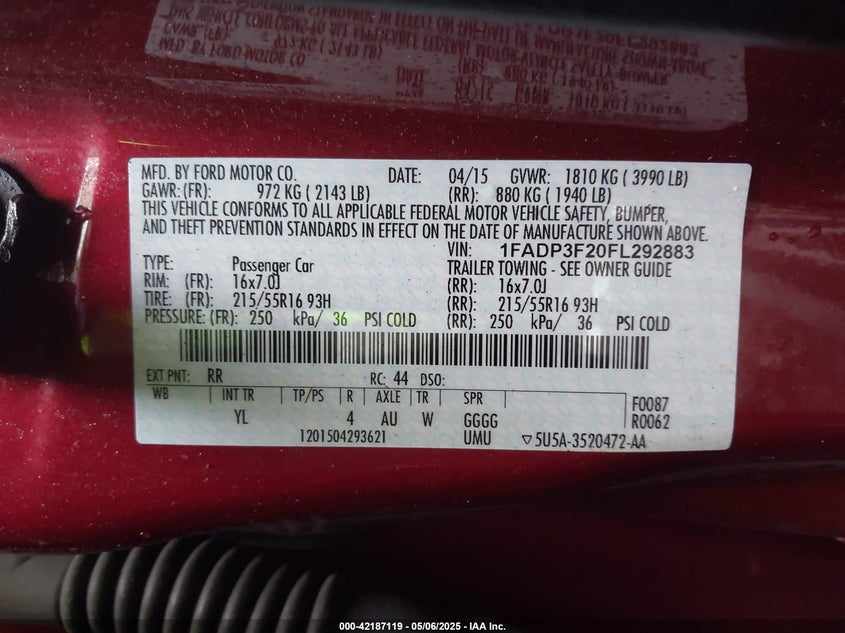 MFD. BY FORD MOTOR CO. DATE: 04/15 GVWR: 1810 KG ( 3990 LB)
GAWR: (FR): 972 KG ( 2143 LB) (RR): 880 KG ( 1940 LB)
THIS VEHICLE CONFORMS TO ALL APPLICABLE FEDERAL MOTOR VEHICLE SAFETY, BUMPER,
AND THEFT PREVENTION STANDARDS IN EFFECT ON THE DATE OF MANUFACTURE SHOWN ABOVE.
VIN: 1FADP3F20FL292883
TYPE: Passenger Car TRAILER TOWING - SEE OWNER GUIDE
RIM: (FR): 16x7.0J (RR): 16x7.0J
TIRE: (FR): 215/55R16 93H (RR): 215/55R16 93H
PRESSURE: (FR): 250 kPa/ 36 PSI COLD (RR): 250 kPa/ 36 PSI COLD
EXT PNT: RR RC: 44 DSO:
WB INT TR TP/PS R AXLE TR SPR F0087
YL 4 AU W GGGG R0062
1201504293621 UMU ▽5U5A-3520472-AA
000-42187119 - 05/06/2025 - IAA Inc.